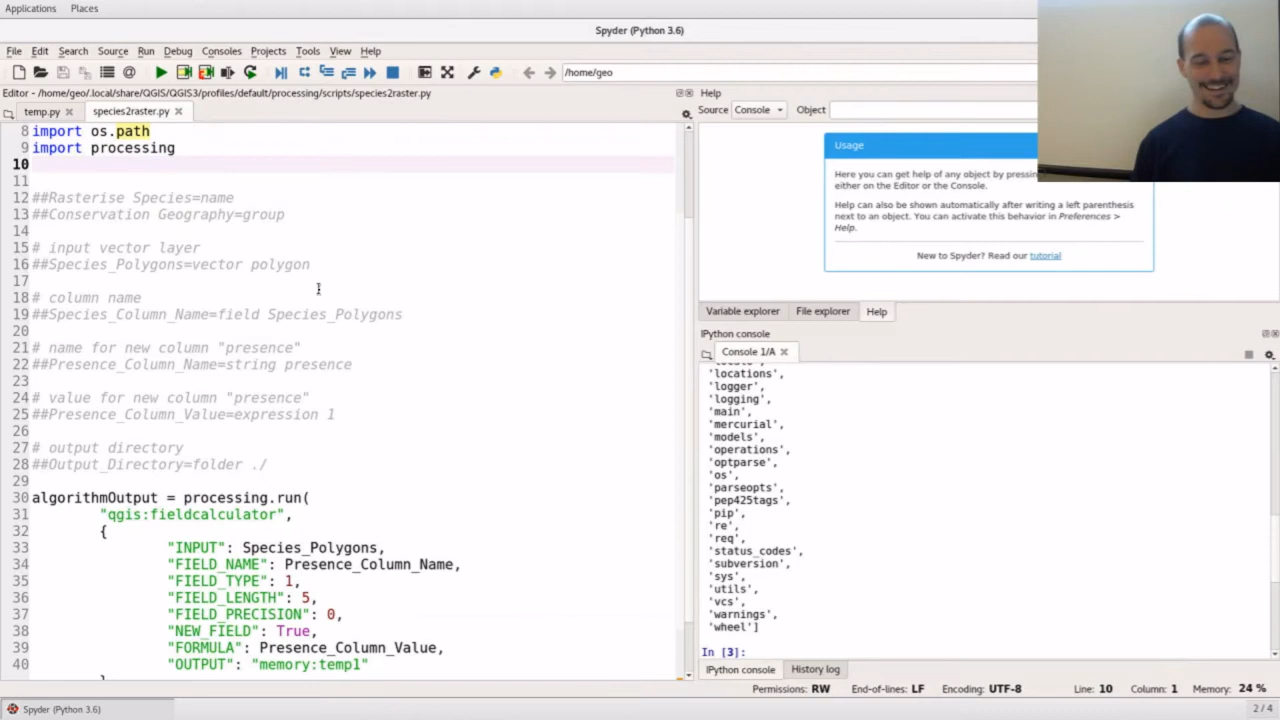 Applications Places
Spyder (Python 3.6)
File Edit Search Source Run Debug Consoles Projects Tools View Help
/home/geo
Editor - /home/geo/.local/share/QGIS/QGIS3/profiles/default/processing/scripts/species2raster.py
temp.py species2raster.py
8 import os.path
9 import processing
10
11
12 ##Rasterise Species=name
13 ##Conservation Geography=group
14
15 # input vector layer
16 ##Species_Polygons=vector polygon
17
18 # column name
19 ##Species_Column_Name=field Species_Polygons
20
21 # name for new column "presence"
22 ##Presence_Column_Name=string presence
23
24 # value for new column "presence"
25 ##Presence_Column_Value=expression 1
26
27 # output directory
28 ##Output_Directory=folder ./
29
30 algorithmOutput = processing.run(
31 "qgis:fieldcalculator",
32 {
33 "INPUT": Species_Polygons,
34 "FIELD_NAME": Presence_Column_Name,
35 "FIELD_TYPE": 1,
36 "FIELD_LENGTH": 5,
37 "FIELD_PRECISION": 0,
38 "NEW_FIELD": True,
39 "FORMULA": Presence_Column_Value,
40 "OUTPUT": "memory:temp1"
Help
Source Console Object
Usage
Here you can get help of any object by pressing
either on the Editor or the Console.
Help can also be shown automatically after writing a left parenthesis
next to an object. You can activate this behavior in Preferences >
Help.
New to Spyder? Read our tutorial
Variable explorer File explorer Help
IPython console
Console 1/A
'locations',
'logger',
'logging',
'main',
'mercurial',
'models',
'operations',
'optparse',
'os',
'parseopts',
'pep425tags',
'pip',
're',
'req',
'status_codes',
'subversion',
'sys',
'utils',
'vcs',
'warnings',
'wheel']
In [3]:
IPython console History log
Permissions: RW End-of-lines: LF Encoding: UTF-8 Line: 10 Column: 1 Memory: 24 %
Spyder (Python 3.6) 2 / 4